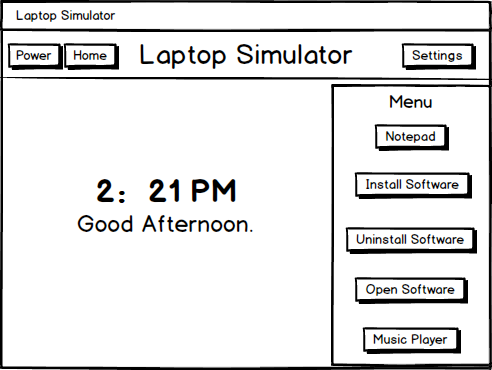 Laptop Simulator
Power Home Laptop Simulator Settings
Menu
Notepad
Install Software
2: 21 PM
Good Afternoon.
Uninstall Software
Open Software
Music Player